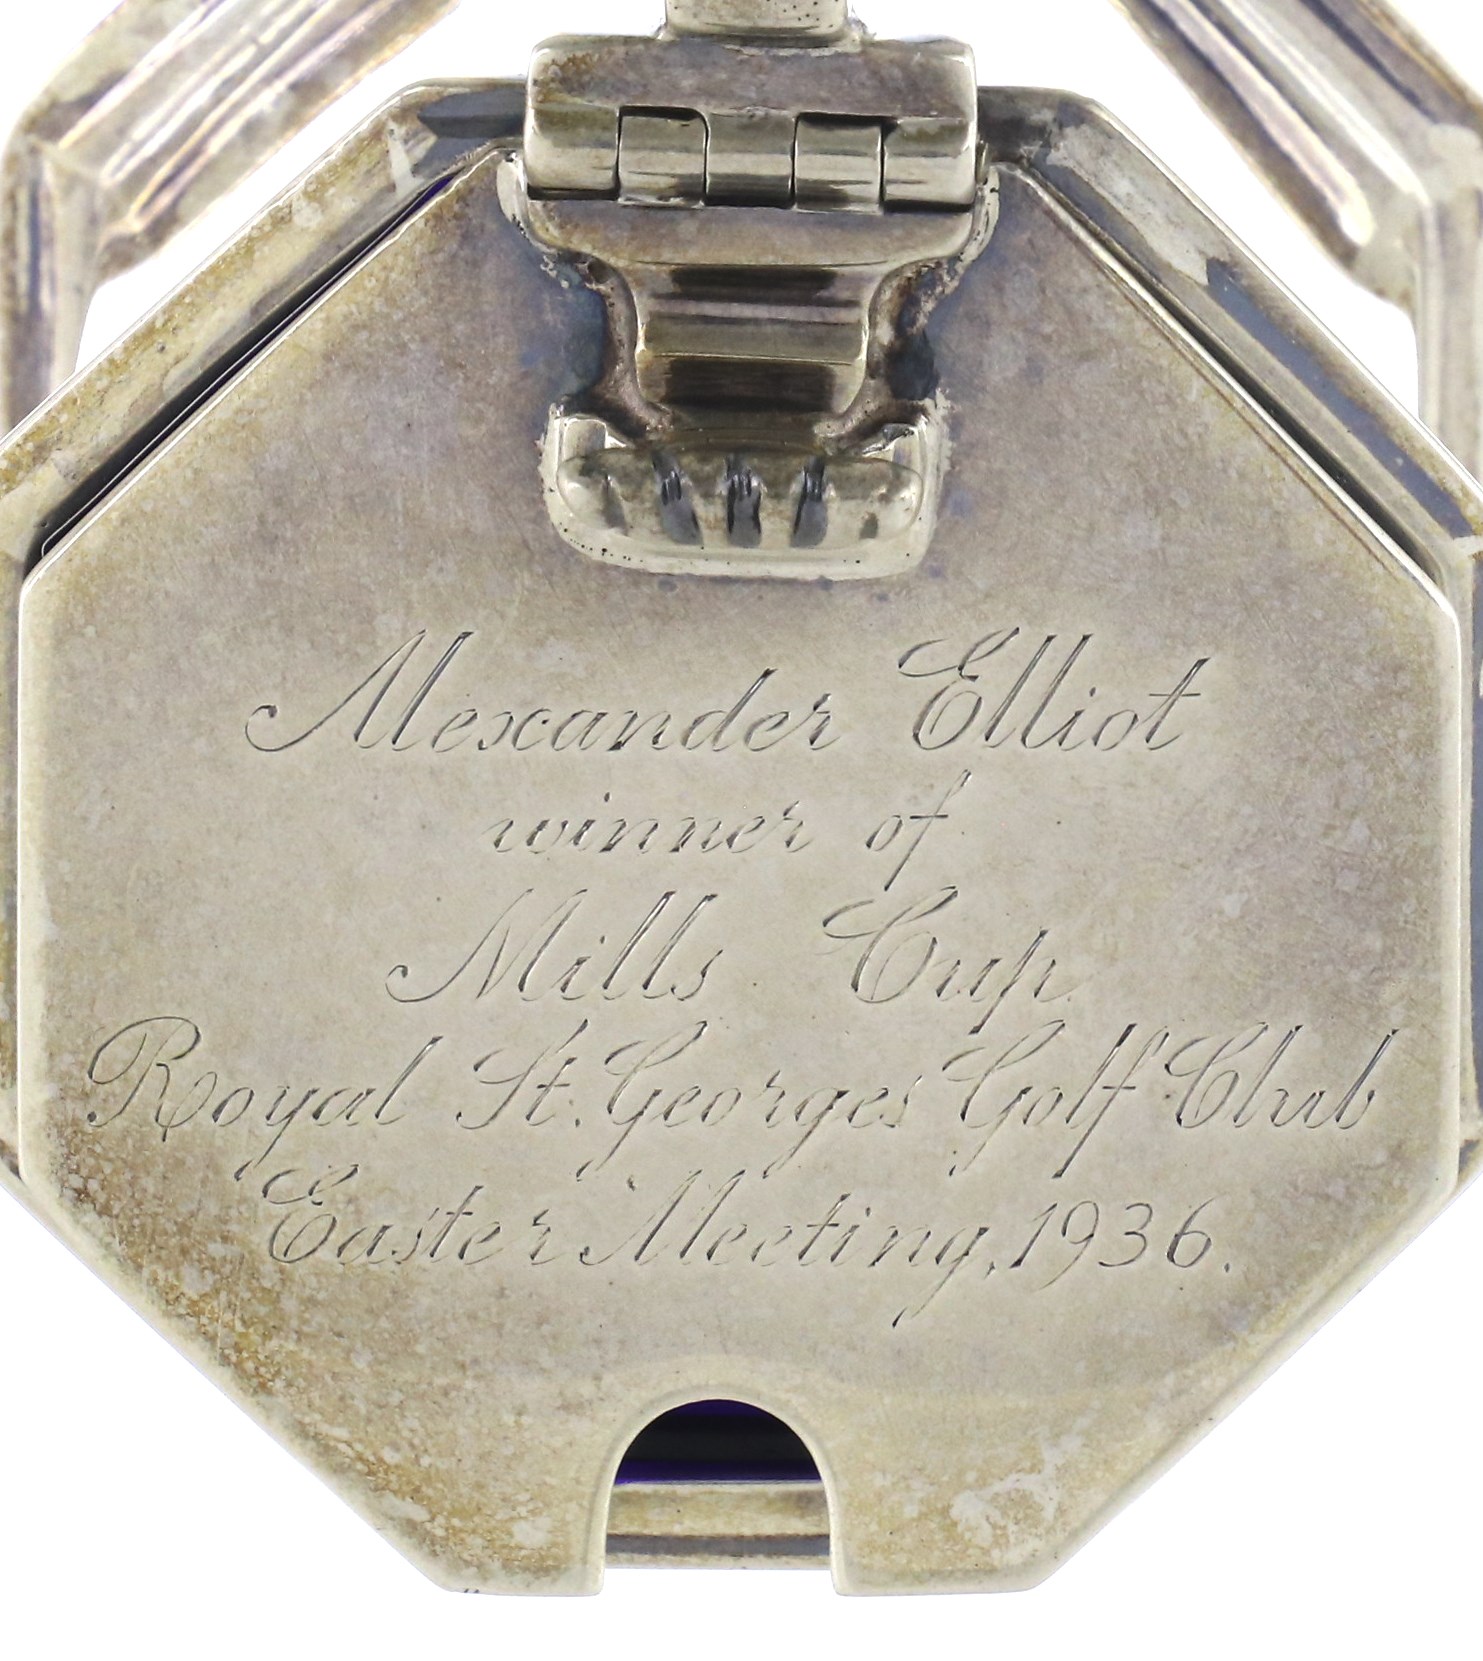 Alexander Elliot
winner of
Mills Cup
Royal St. Georges Golf Club
Easter Meeting, 1936.